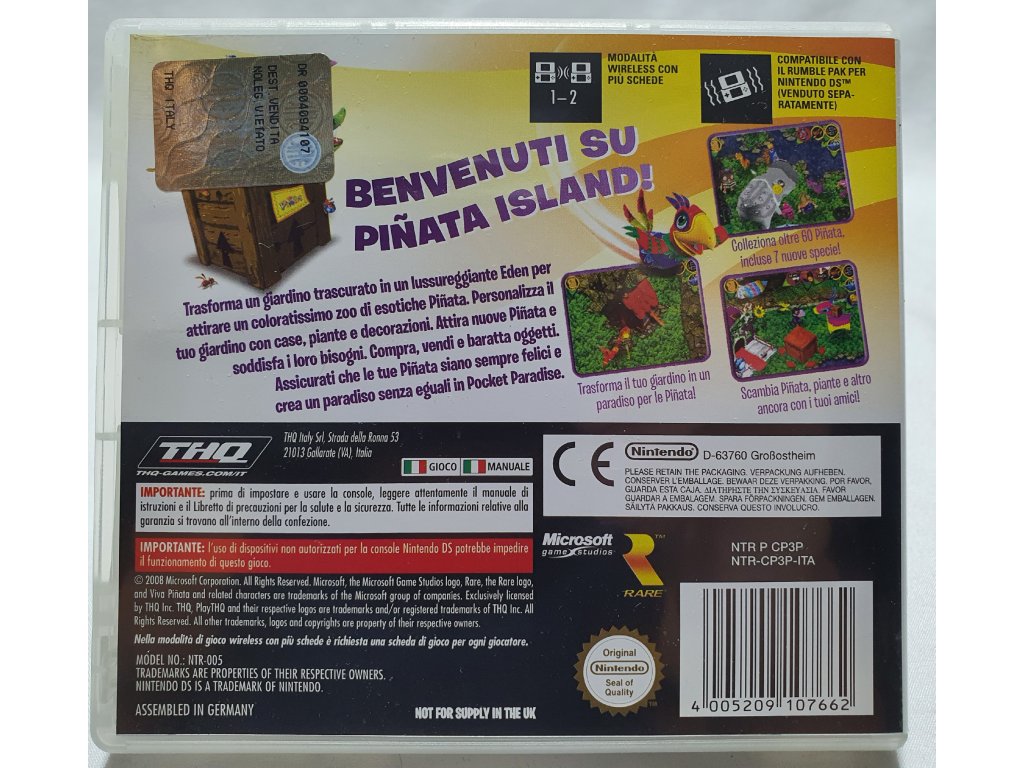 THQ ITALY
DR 0004094107
DEST. VENDITA
NOLEG VIETATO
1-2
MODALITÀ
WIRELESS CON
PIÙ SCHEDE
COMPATIBILE CON
IL RUMBLE PAK PER
NINTENDO DS™
(VENDUTO SEPA-
RATAMENTE)
BENVENUTI SU
PIÑATA ISLAND!
Colleziona oltre 60 Piñata,
incluse 7 nuove specie!
Trasforma un giardino trascurato in un lussureggiante Eden per
attirare un coloratissimo zoo di esotiche Piñata. Personalizza il
tuo giardino con case, piante e decorazioni. Attira nuove Piñata e
soddisfa i loro bisogni. Compra, vendi e baratta oggetti.
Assicurati che le tue Piñata siano sempre felici e
crea un paradiso senza eguali in Pocket Paradise.
Trasforma il tuo giardino in un
paradiso per le Piñata!
Scambia Piñata, piante e altro
ancora con i tuoi amici!
THQ
THQ-GAMES.COM/IT
THQ Italy Srl, Strada della Ronna 53
21013 Gallarate (VA), Italia
GIOCO MANUALE
IMPORTANTE: prima di impostare e usare la console, leggere attentamente il manuale di
istruzioni e il Libretto di precauzioni per la salute e la sicurezza. Tutte le informazioni relative alla
garanzia si trovano all'interno della confezione.
IMPORTANTE: l'uso di dispositivi non autorizzati per la console Nintendo DS potrebbe impedire
il funzionamento di questo gioco.
© 2008 Microsoft Corporation. All Rights Reserved. Microsoft, the Microsoft Game Studios logo, Rare, the Rare logo,
and Viva Piñata and related characters are trademarks of the Microsoft group of companies. Exclusively licensed
by THQ Inc. THQ, PlayTHQ and their respective logos are trademarks and/or registered trademarks of THQ Inc. All
Rights Reserved. All other trademarks, logos and copyrights are property of their respective owners.
Nella modalità di gioco wireless con più schede è richiesta una scheda di gioco per ogni giocatore.
MODEL NO.: NTR-005
TRADEMARKS ARE PROPERTIES OF THEIR RESPECTIVE OWNERS.
NINTENDO DS IS A TRADEMARK OF NINTENDO.
ASSEMBLED IN GERMANY
NOT FOR SUPPLY IN THE UK
CE
Nintendo D-63760 Großostheim
PLEASE RETAIN THE PACKAGING. VERPACKUNG AUFHEBEN.
CONSERVER L'EMBALLAGE. BEWAAR DEZE VERPAKKING. POR FAVOR,
GUARDA ESTA CAJA. ΔΙΑΤΗΡΗΣΤΕ ΤΗΝ ΣΥΣΚΕΥΑΣΙΑ. FAVOR
GUARDAR A EMBALAGEM. SPARA FÖRPACKNINGEN. GEM EMBALLAGEN.
SÄILYTÄ PAKKAUS. CONSERVA QUESTO INVOLUCRO.
Microsoft
game studios
RARE
™
NTR P CP3P
NTR-CP3P-ITA
Original
Nintendo
Seal of
Quality
™
4 005209 107662